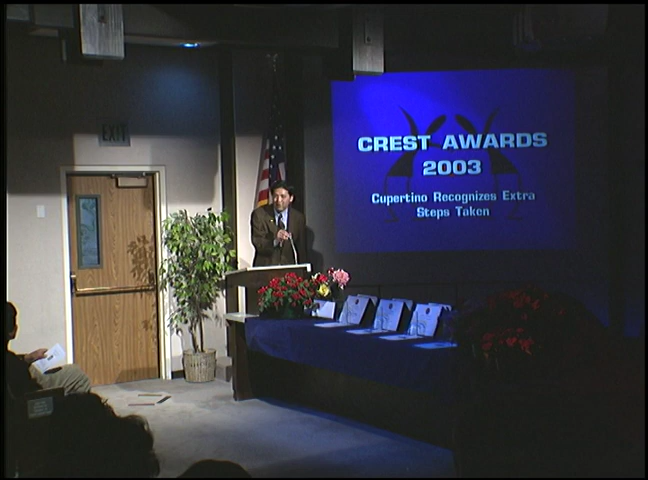 EXIT
CREST AWARDS
2003
Cupertino Recognizes Extra
Steps Taken